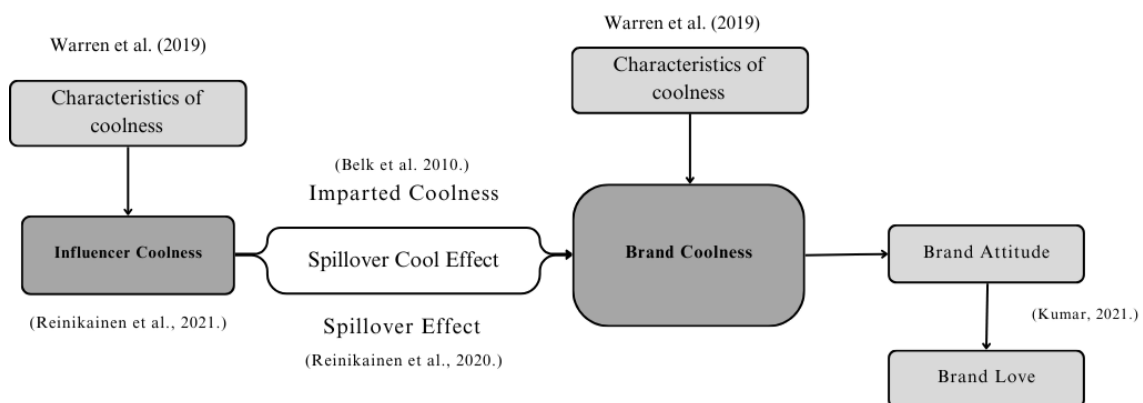 Warren et al. (2019)
Characteristics of
coolness
Warren et al. (2019)
Characteristics of
coolness
(Belk et al. 2010.)
Imparted Coolness
Influencer Coolness
Spillover Cool Effect
Brand Coolness
Brand Attitude
(Reinikainen et al., 2021.)
Spillover Effect
(Reinikainen et al., 2020.)
(Kumar, 2021.)
Brand Love